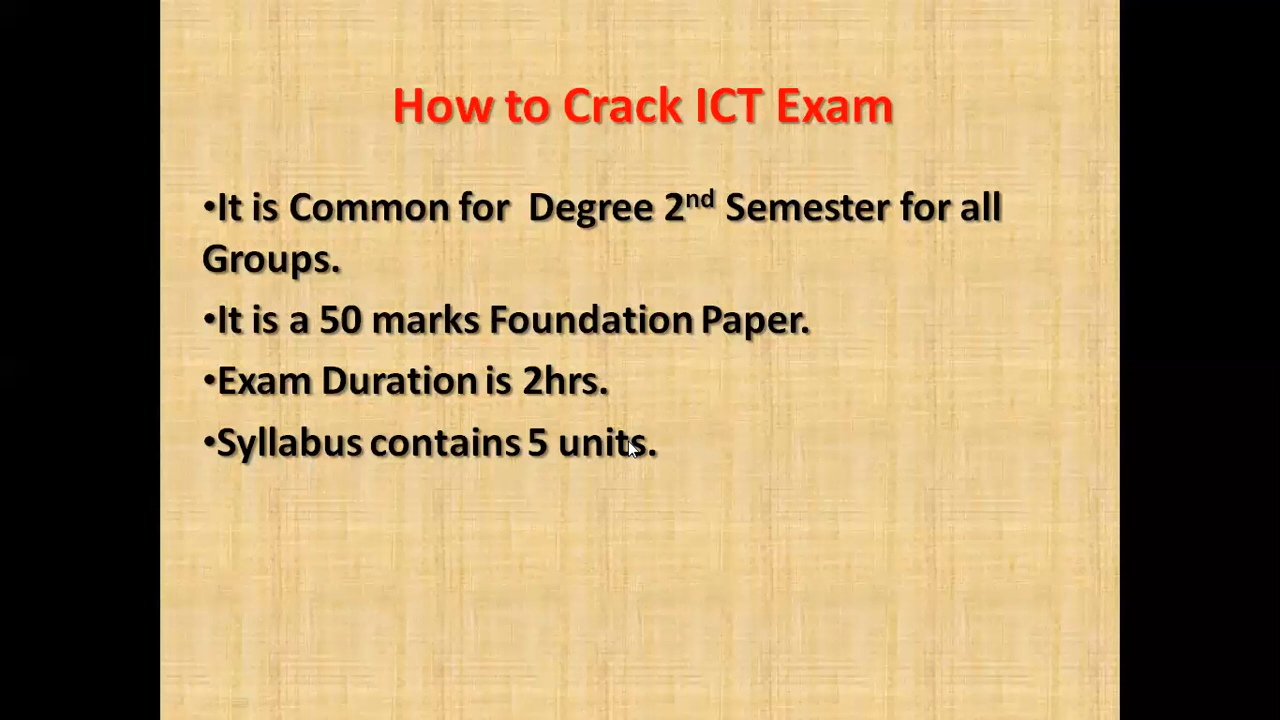 How to Crack ICT Exam
•It is Common for Degree 2nd Semester for all
Groups.
•It is a 50 marks Foundation Paper.
•Exam Duration is 2hrs.
•Syllabus contains 5 units.